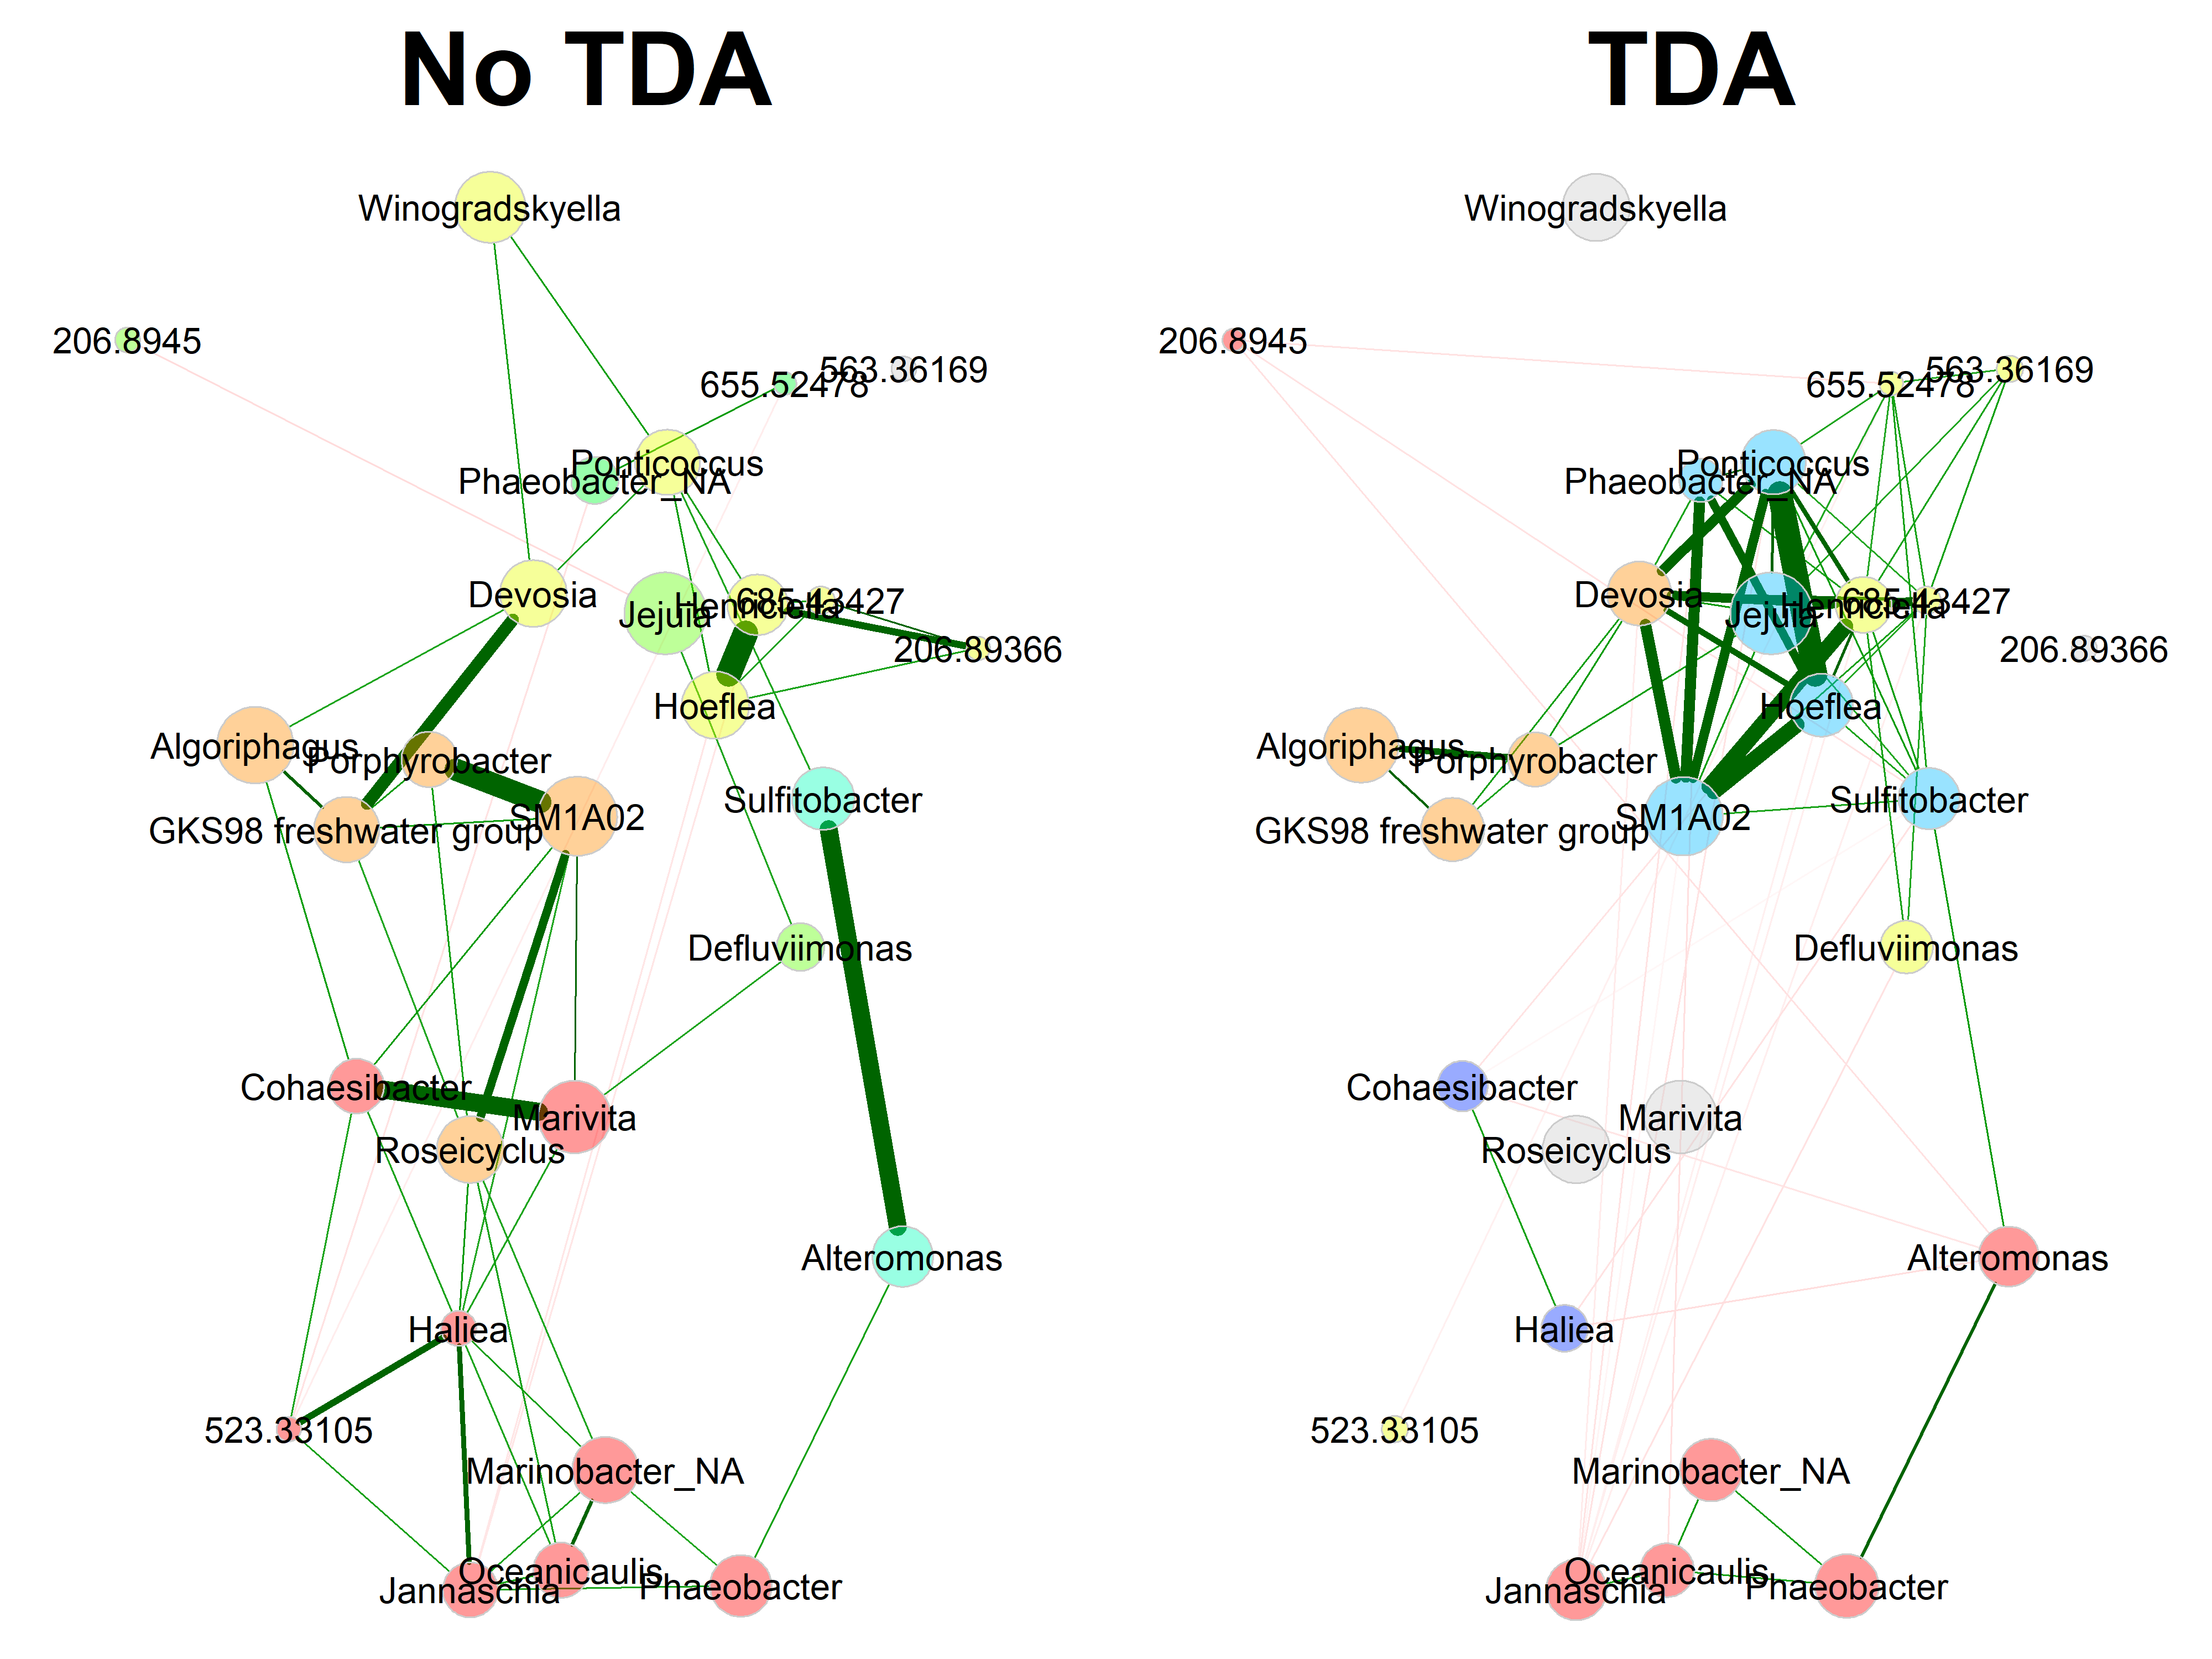 No TDA
Winogradskyella
206.8945
563.36169
655.52478
Ponticoccus
Phaeobacter_NA
Devosia
Jejuia
Henriciella
685.43427
206.89366
Hoeflea
Algoriphagus
Porphyrobacter
Sulfitobacter
SM1A02
GKS98 freshwater group
Defluviimonas
Cohaesibacter
Marivita
Roseicyclus
Alteromonas
Haliea
523.33105
Marinobacter_NA
Oceanicaulis
Jannaschia
Phaeobacter
TDA
Winogradskyella
206.8945
563.36169
655.52478
Ponticoccus
Phaeobacter_NA
Devosia
Jejuia
Henriciella
685.43427
206.89366
Hoeflea
Algoriphagus
Porphyrobacter
Sulfitobacter
SM1A02
GKS98 freshwater group
Defluviimonas
Cohaesibacter
Marivita
Roseicyclus
Alteromonas
Haliea
523.33105
Marinobacter_NA
Oceanicaulis
Jannaschia
Phaeobacter